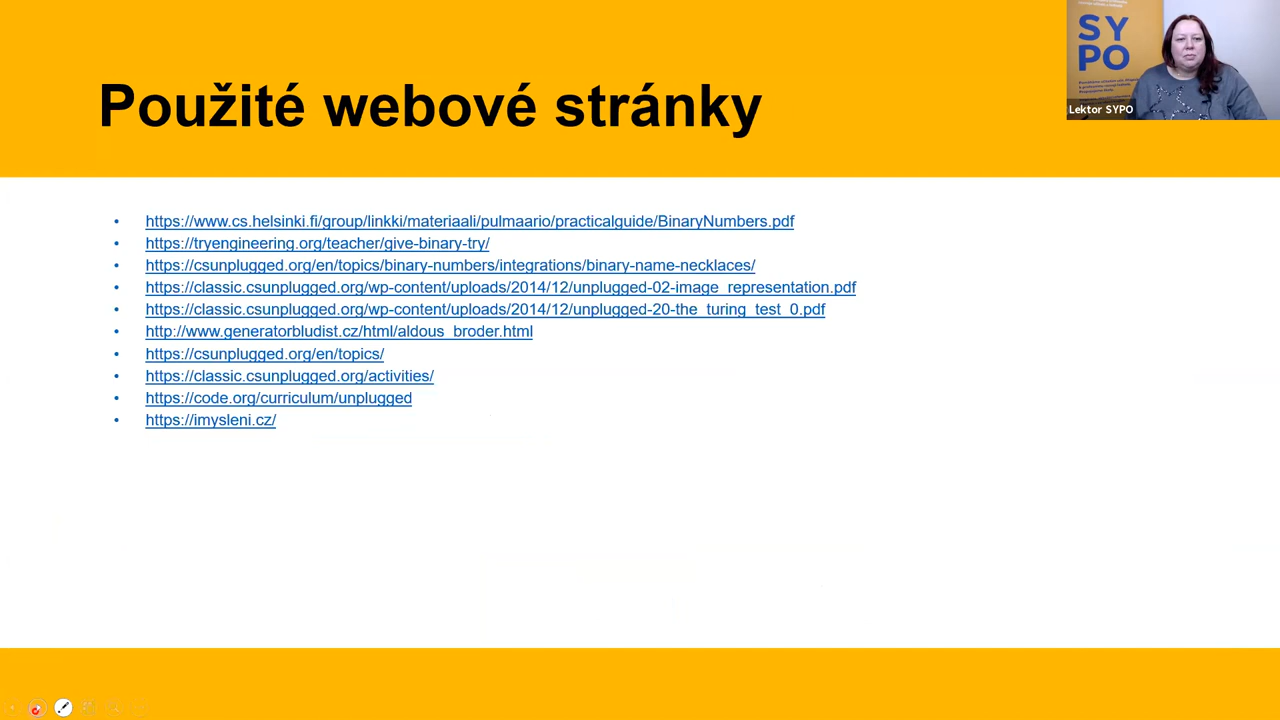 Použité webové stránky
https://www.cs.helsinki.fi/group/linkki/materiaali/pulmaario/practicalguide/BinaryNumbers.pdf
https://tryengineering.org/teacher/give-binary-try/
https://csunplugged.org/en/topics/binary-numbers/integrations/binary-name-necklaces/
https://classic.csunplugged.org/wp-content/uploads/2014/12/unplugged-02-image_representation.pdf
https://classic.csunplugged.org/wp-content/uploads/2014/12/unplugged-20-the_turing_test_0.pdf
http://www.generatorbludist.cz/html/aldous_broder.html
https://csunplugged.org/en/topics/
https://classic.csunplugged.org/activities/
https://code.org/curriculum/unplugged
https://imysleni.cz/
SY
PO
Lektor SYPO